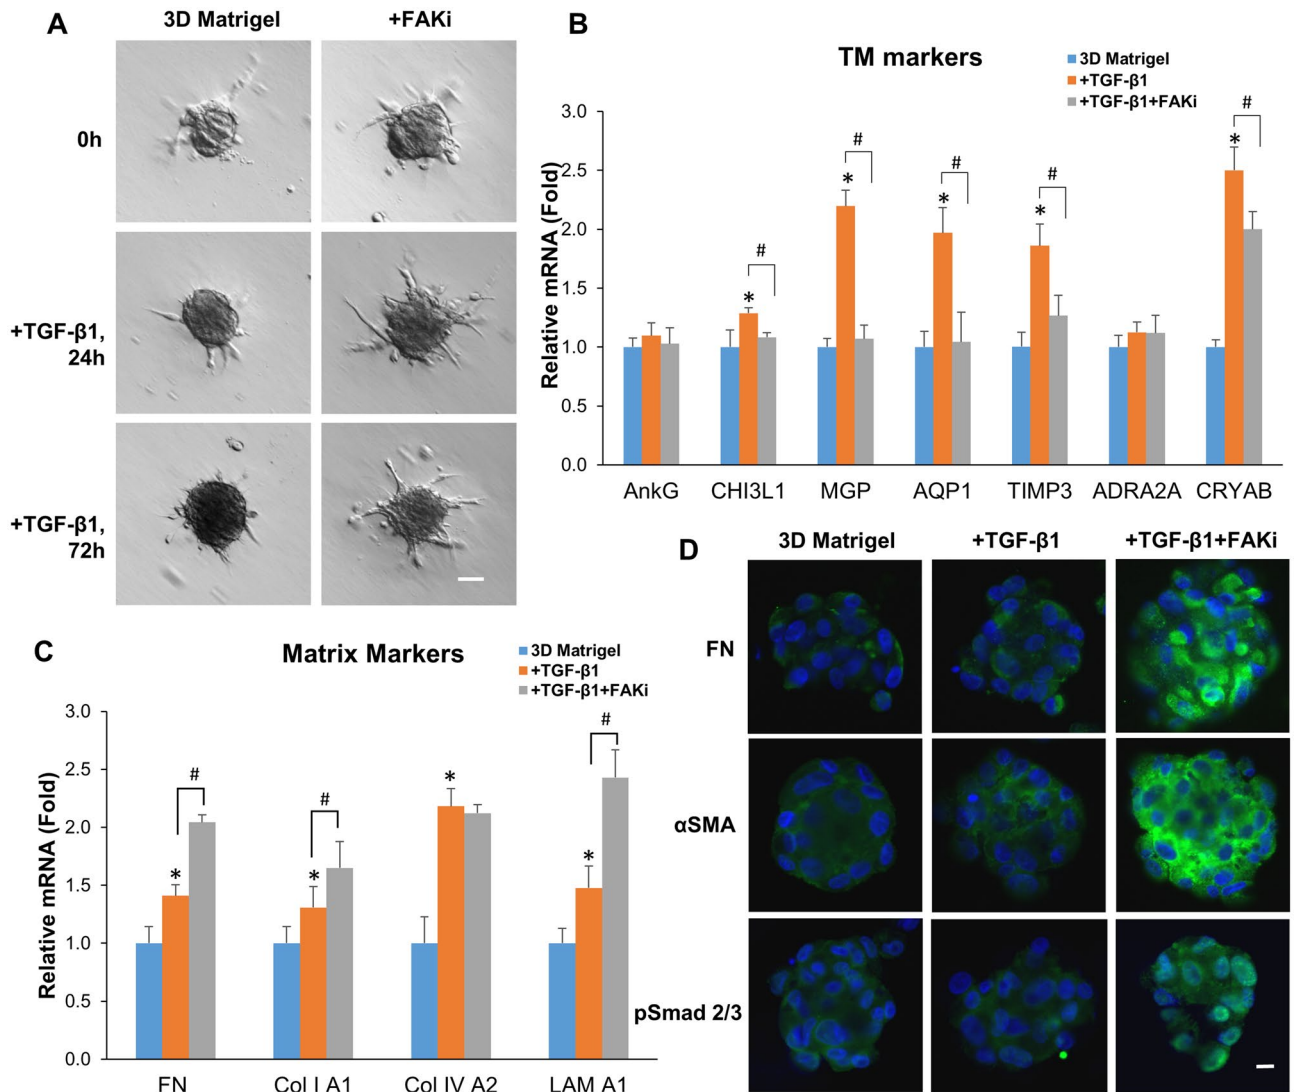 A
3D Matrigel
+FAKi
0h
+TGF-β1,
24h
+TGF-β1,
72h
B
TM markers
3D Matrigel
+TGF-β1
+TGF-β1+FAKi
Relative mRNA (Fold)
3.0
2.5
2.0
1.5
1.0
0.5
0.0
* #
* #
* #
* #
* #
AnkG CHI3L1 MGP AQP1 TIMP3 ADRA2A CRYAB
C
Matrix Markers
3D Matrigel
+TGF-β1
+TGF-β1+FAKi
Relative mRNA (Fold)
3.0
2.5
2.0
1.5
1.0
0.5
0.0
* #
* #
*
* #
FN Col I A1 Col IV A2 LAM A1
D
3D Matrigel +TGF-β1 +TGF-β1+FAKi
FN
αSMA
pSmad 2/3